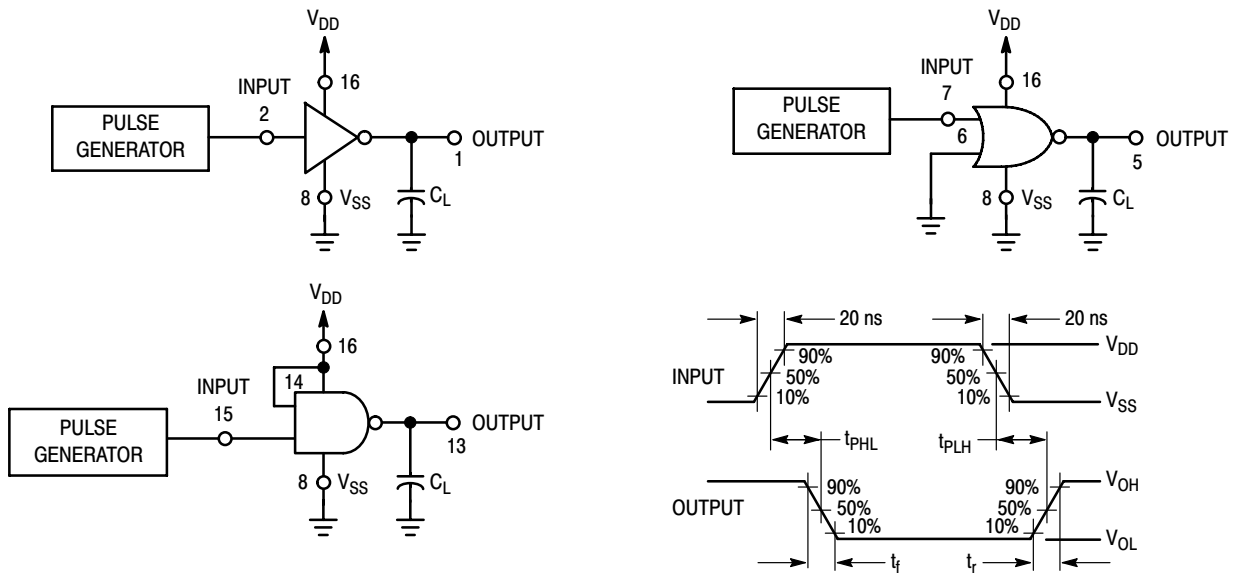 VDD
16
INPUT
2
PULSE
GENERATOR
OUTPUT
1
8
VSS
CL
VDD
16
INPUT
7
PULSE
GENERATOR
6
OUTPUT
5
8
VSS
CL
VDD
16
14
INPUT
15
PULSE
GENERATOR
OUTPUT
13
8
VSS
CL
20 ns
20 ns
INPUT
90%
50%
10%
90%
50%
10%
VDD
VSS
tPHL
tPLH
OUTPUT
90%
50%
10%
90%
50%
10%
VOH
VOL
tf
tr